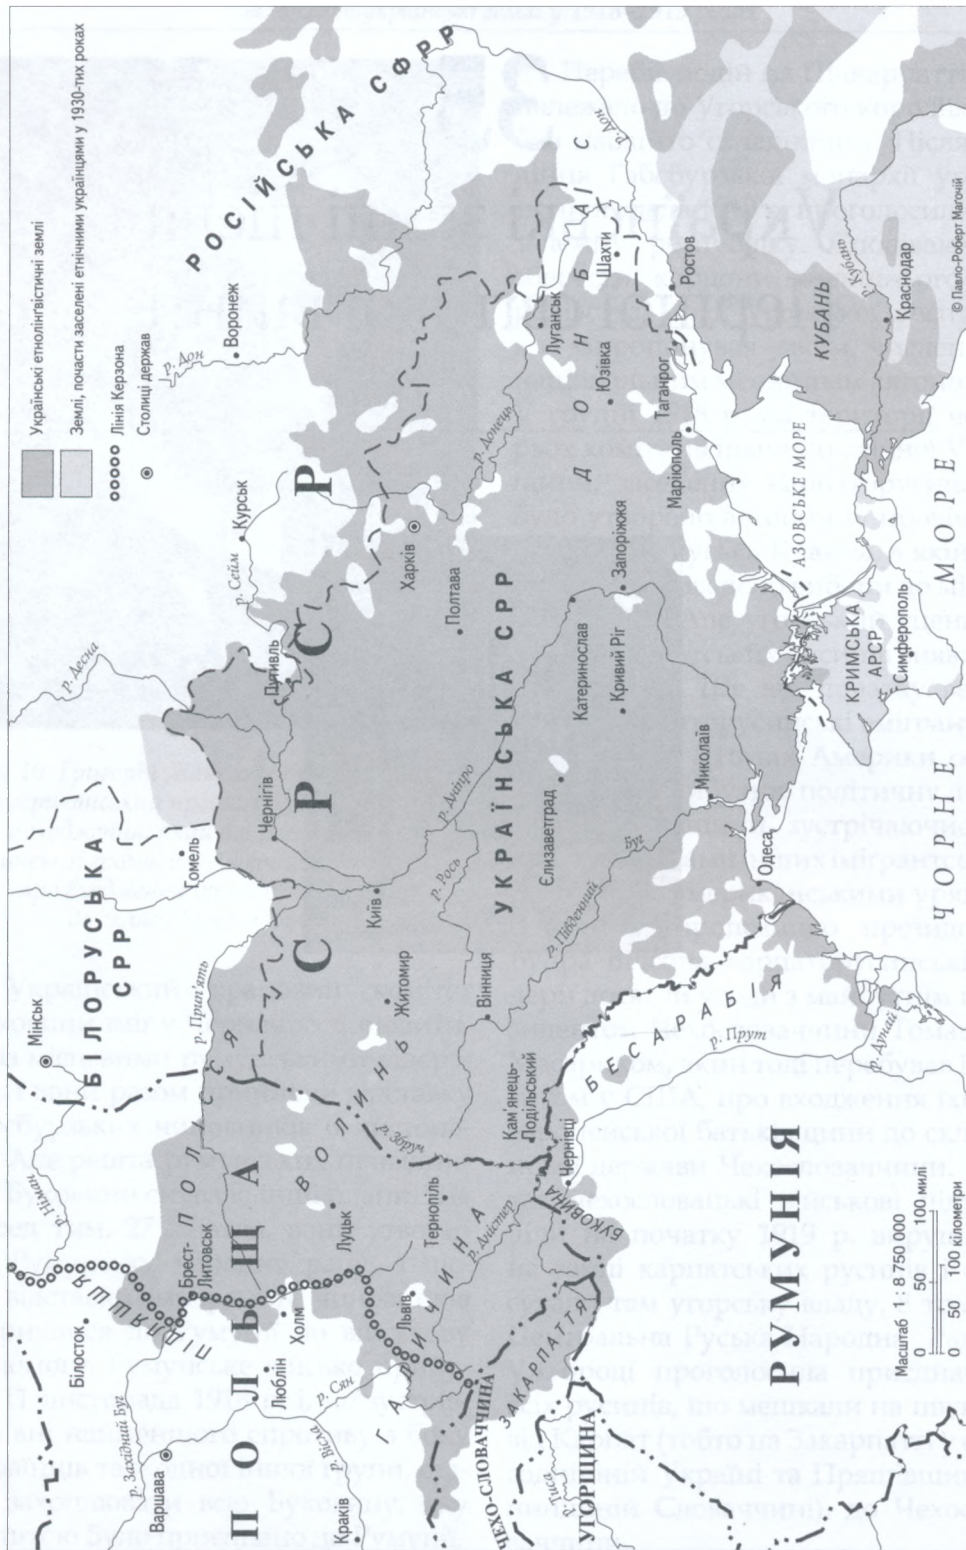 Українські етнолінгвістичні землі
Землі, почасти заселені етнічними українцями у 1930-тих роках
Лінія Керзона
Столиці держав
РОСІЙСЬКА СФРР
БІЛОРУСЬКА
СРР
СРСР
УКРАЇНСЬКА СРР
ПОЛЬЩА
РУМУНІЯ
ЧЕХО-СЛОВАЧЧИНА
УГОРЩИНА
ПІДЛЯШШЯ
ПОЛІССЯ
ВОЛИНЬ
ГАЛИЧИНА
ЗАКАРПАТТЯ
БУКОВИНА
БЕСАРАБІЯ
ДОНБАС
КУБАНЬ
КРИМСЬКА
АРСР
АЗОВСЬКЕ МОРЕ
ЧОРНЕ МОРЕ
Мінськ
Гомель
Чернігів
Путивль
Курськ
Воронеж
Харків
Полтава
Київ
Житомир
Вінниця
Білосток
Варшава
Брест-
Литовськ
Люблін
Холм
Луцьк
Тернопіль
Львів
Краків
Кам'янець-
Подільський
Чернівці
Єлизаветград
Катеринослав
Кривий Ріг
Запоріжжя
Миколаїв
Одеса
Симферополь
Маріюполь
Таганрог
Юзівка
Луганськ
Шахти
Ростов
Краснодар
р. Десна
р. Сейм
р. Дон
р. Дон
р. Донець
р. Дніпро
р. Рось
р. Південний Буг
р. Прип'ять
р. Німан
р. Західний Буг
р. Сян
р. Вісла
р. Тиса
р. Збруч
р. Дністер
р. Прут
р. Дунай
р. Кубань
Масштаб 1 : 8 750 000
0 50 100 милі
0 50 100 кілометри
© Павло-Роберт Маґочій